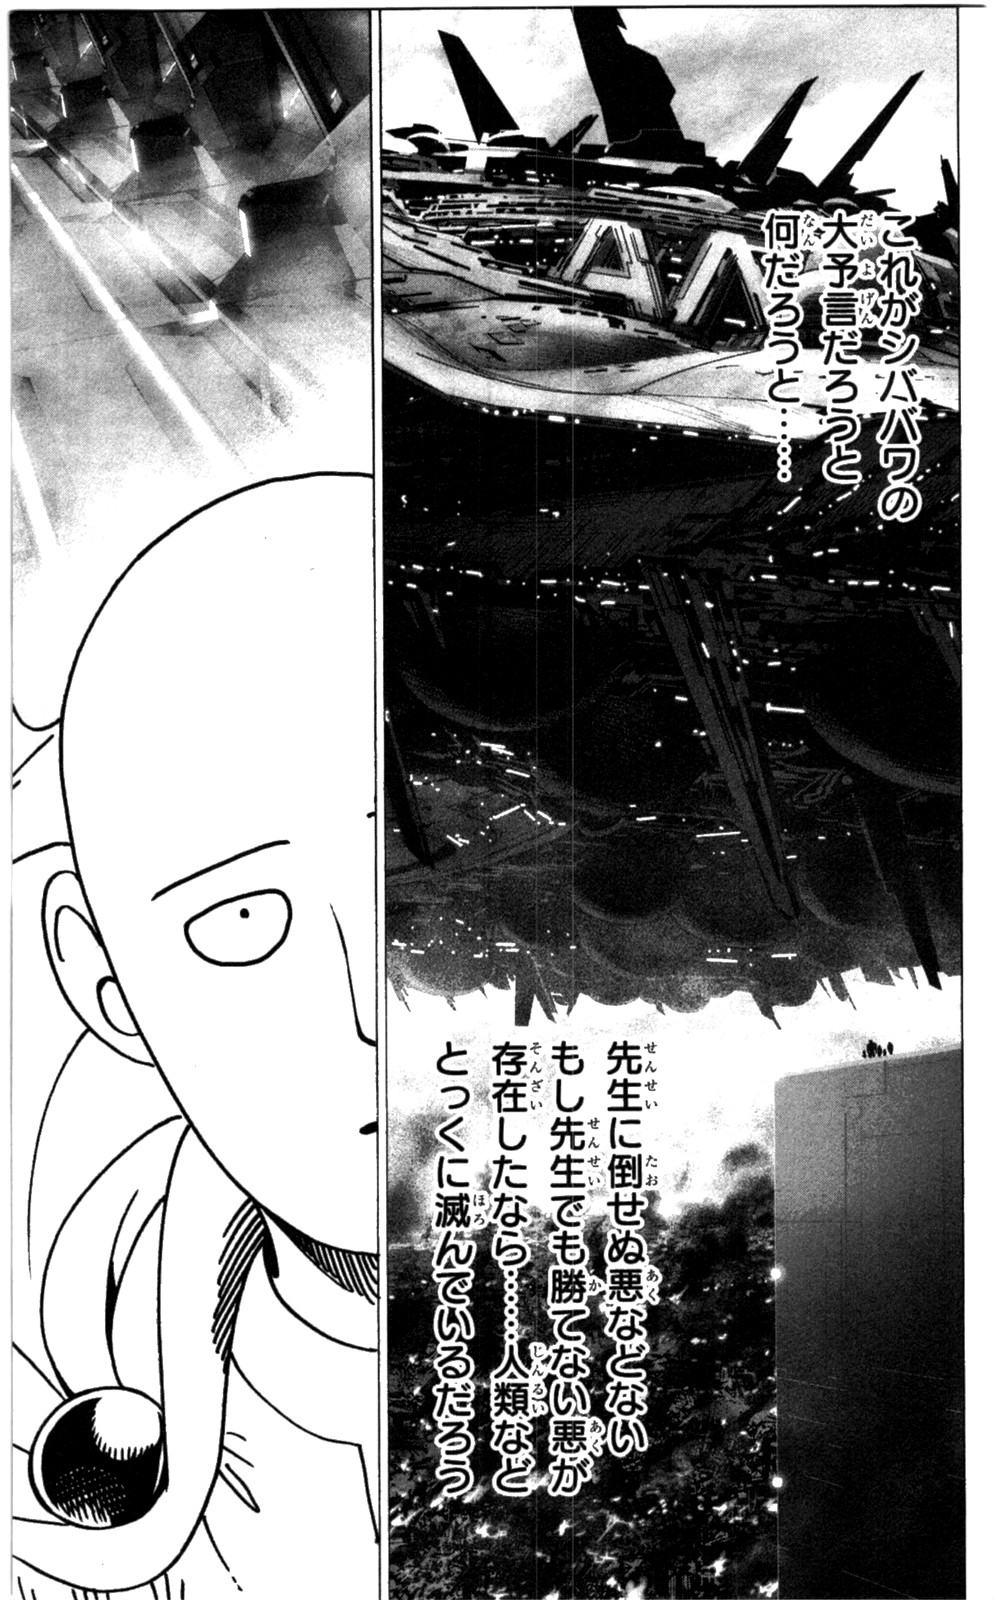 これがシババワの
大予言だろうと
何だろうと……
先生に倒せぬ悪などない
もし先生でも勝てない悪が
存在したなら……人類など
とっくに滅んでいるだろう